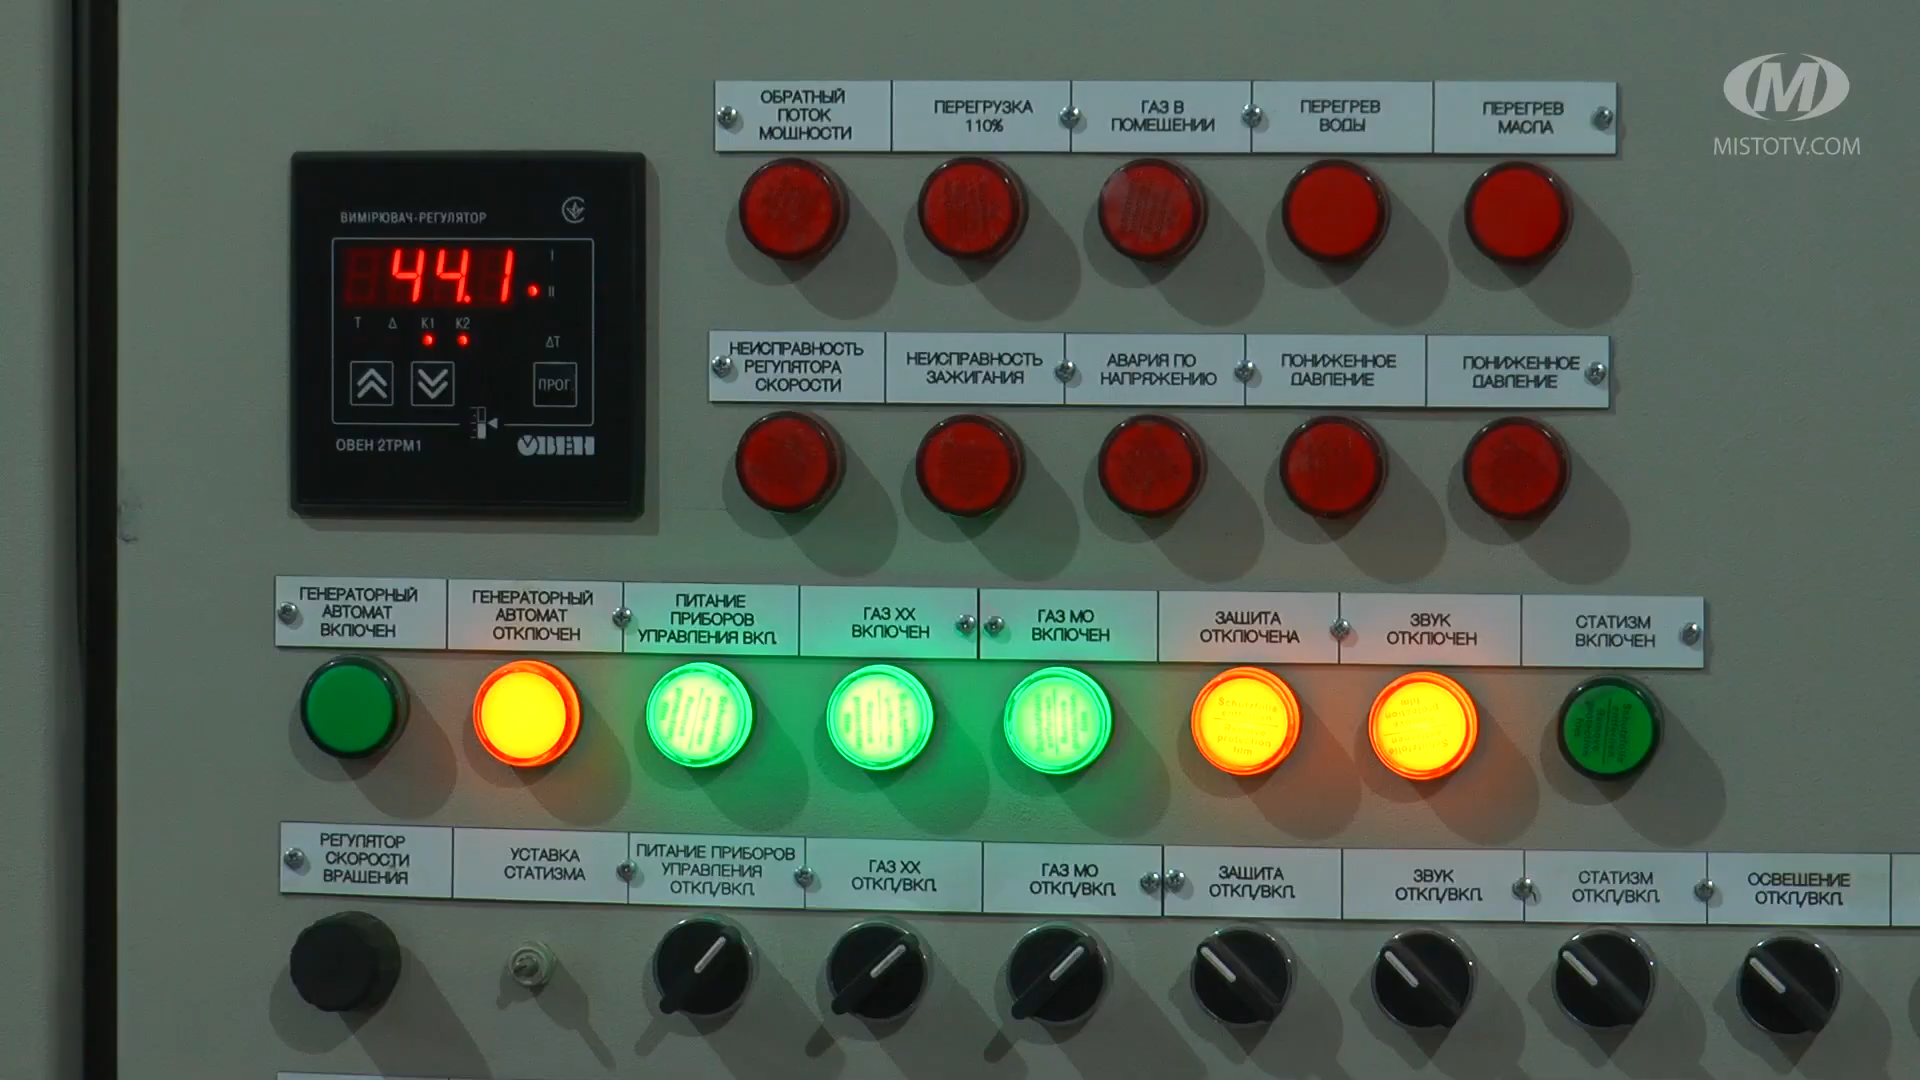 MISTOTV.COM
ОБРАТНЫЙ
ПОТОК
МОЩНОСТИ
ПЕРЕГРУЗКА
110%
ГАЗ В
ПОМЕЩЕНИИ
ПЕРЕГРЕВ
ВОДЫ
ПЕРЕГРЕВ
МАСЛА
ВИМІРЮВАЧ-РЕГУЛЯТОР
44.1
I
II
T Δ K1 K2
ΔT
ПРОГ.
ОВЕН 2ТРМ1
ОВЕН
НЕИСПРАВНОСТЬ
РЕГУЛЯТОРА
СКОРОСТИ
НЕИСПРАВНОСТЬ
ЗАЖИГАНИЯ
АВАРИЯ ПО
НАПРЯЖЕНИЮ
ПОНИЖЕННОЕ
ДАВЛЕНИЕ
ПОНИЖЕННОЕ
ДАВЛЕНИЕ
ГЕНЕРАТОРНЫЙ
АВТОМАТ
ВКЛЮЧЕН
ГЕНЕРАТОРНЫЙ
АВТОМАТ
ОТКЛЮЧЕН
ПИТАНИЕ
ПРИБОРОВ
УПРАВЛЕНИЯ ВКЛ.
ГАЗ ХХ
ВКЛЮЧЕН
ГАЗ МО
ВКЛЮЧЕН
ЗАЩИТА
ОТКЛЮЧЕНА
ЗВУК
ОТКЛЮЧЕН
СТАТИЗМ
ВКЛЮЧЕН
РЕГУЛЯТОР
СКОРОСТИ
ВРАЩЕНИЯ
УСТАВКА
СТАТИЗМА
ПИТАНИЕ ПРИБОРОВ
УПРАВЛЕНИЯ
ОТКЛ/ВКЛ.
ГАЗ ХХ
ОТКЛ/ВКЛ.
ГАЗ МО
ОТКЛ/ВКЛ.
ЗАЩИТА
ОТКЛ/ВКЛ.
ЗВУК
ОТКЛ/ВКЛ.
СТАТИЗМ
ОТКЛ/ВКЛ.
ОСВЕЩЕНИЕ
ОТКЛ/ВКЛ.